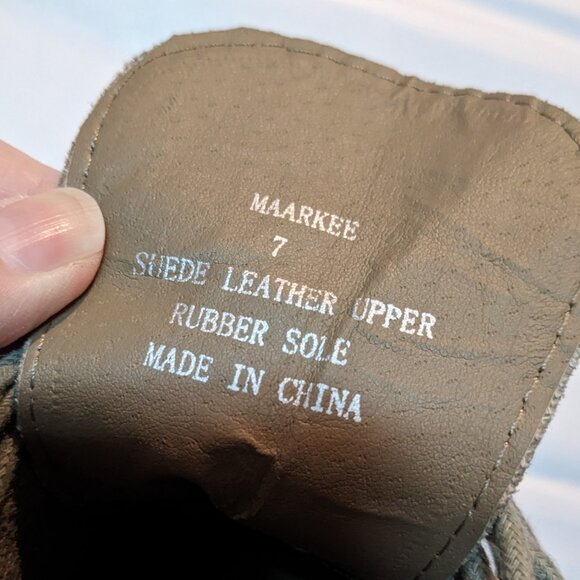 MAARKEE
7
SUEDE LEATHER UPPER
RUBBER SOLE
MADE IN CHINA